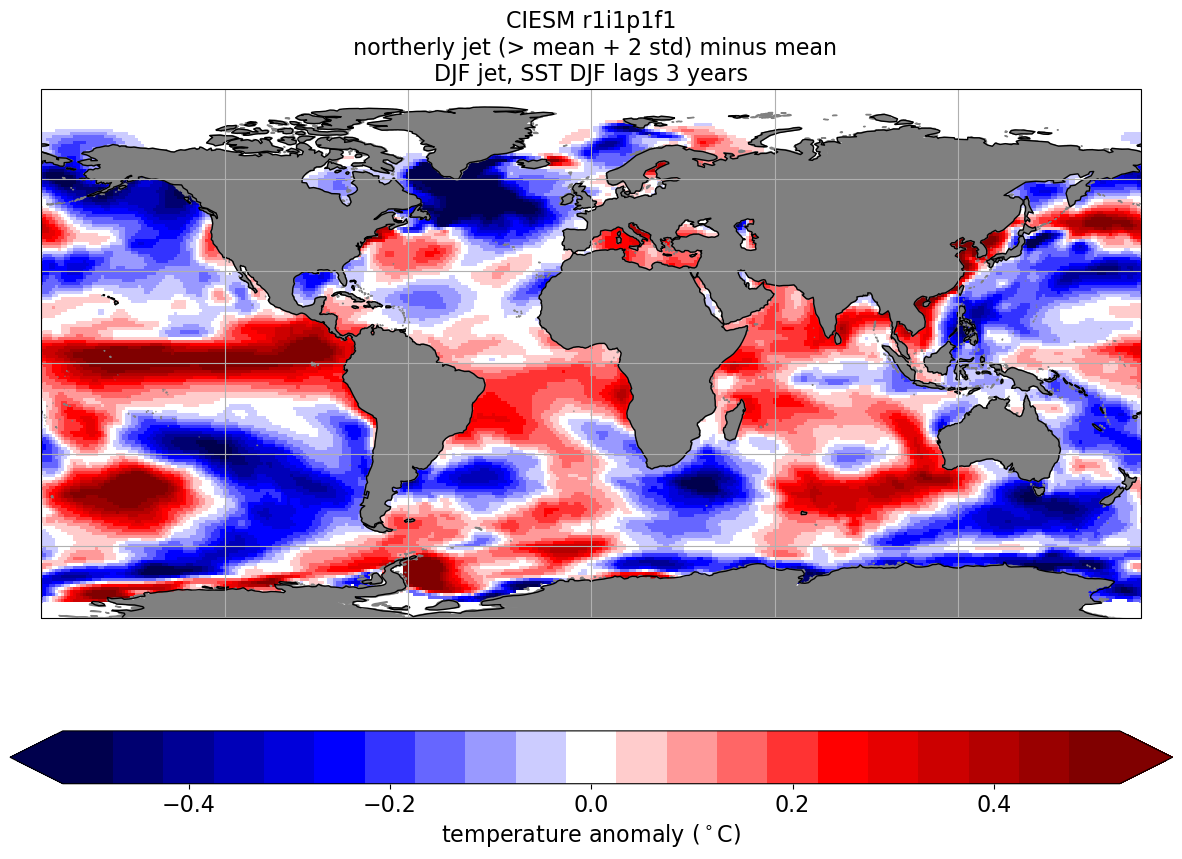 CIESM r1i1p1f1
northerly jet (> mean + 2 std) minus mean
DJF jet, SST DJF lags 3 years
−0.4 −0.2 0.0 0.2 0.4
temperature anomaly (°C)